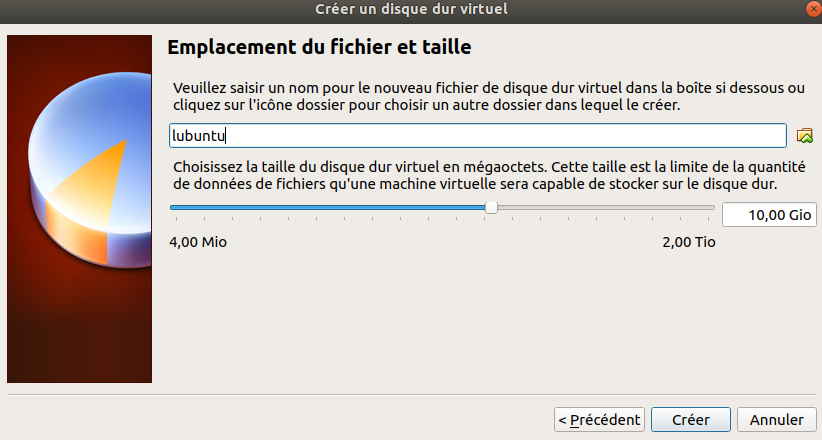 Créer un disque dur virtuel
Emplacement du fichier et taille
Veuillez saisir un nom pour le nouveau fichier de disque dur virtuel dans la boîte si dessous ou
cliquez sur l'icône dossier pour choisir un autre dossier dans lequel le créer.
lubuntu
Choisissez la taille du disque dur virtuel en mégaoctets. Cette taille est la limite de la quantité
de données de fichiers qu'une machine virtuelle sera capable de stocker sur le disque dur.
10,00 Gio
4,00 Mio 2,00 Tio
< Précédent Créer Annuler